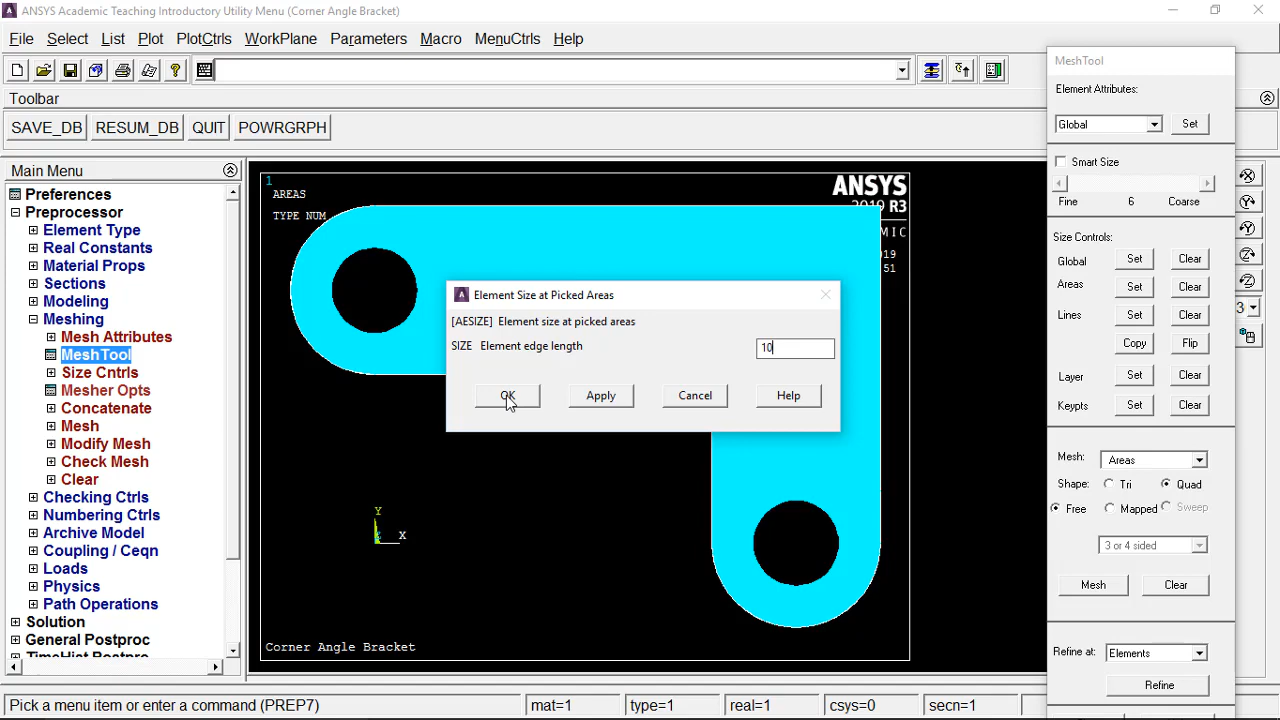 ANSYS Academic Teaching Introductory Utility Menu (Corner Angle Bracket)
File Select List Plot PlotCtrls WorkPlane Parameters Macro MenuCtrls Help
Toolbar
SAVE_DB RESUM_DB QUIT POWRGRPH
Main Menu
Preferences
Preprocessor
Element Type
Real Constants
Material Props
Sections
Modeling
Meshing
Mesh Attributes
MeshTool
Size Cntrls
Mesher Opts
Concatenate
Mesh
Modify Mesh
Check Mesh
Clear
Checking Ctrls
Numbering Ctrls
Archive Model
Coupling / Ceqn
Loads
Physics
Path Operations
Solution
General Postproc
TimeHist Postpro
1
AREAS
TYPE NUM
ANSYS
2019 R3
MIC
19
51
Y
X
Corner Angle Bracket
Element Size at Picked Areas
[AESIZE] Element size at picked areas
SIZE Element edge length 10
OK Apply Cancel Help
MeshTool
Element Attributes:
Global Set
Smart Size
Fine 6 Coarse
Size Controls:
Global Set Clear
Areas Set Clear
Lines Set Clear
Copy Flip
Layer Set Clear
Keypts Set Clear
Mesh: Areas
Shape: Tri Quad
Free Mapped Sweep
3 or 4 sided
Mesh Clear
Refine at: Elements
Refine
3
Pick a menu item or enter a command (PREP7) mat=1 type=1 real=1 csys=0 secn=1